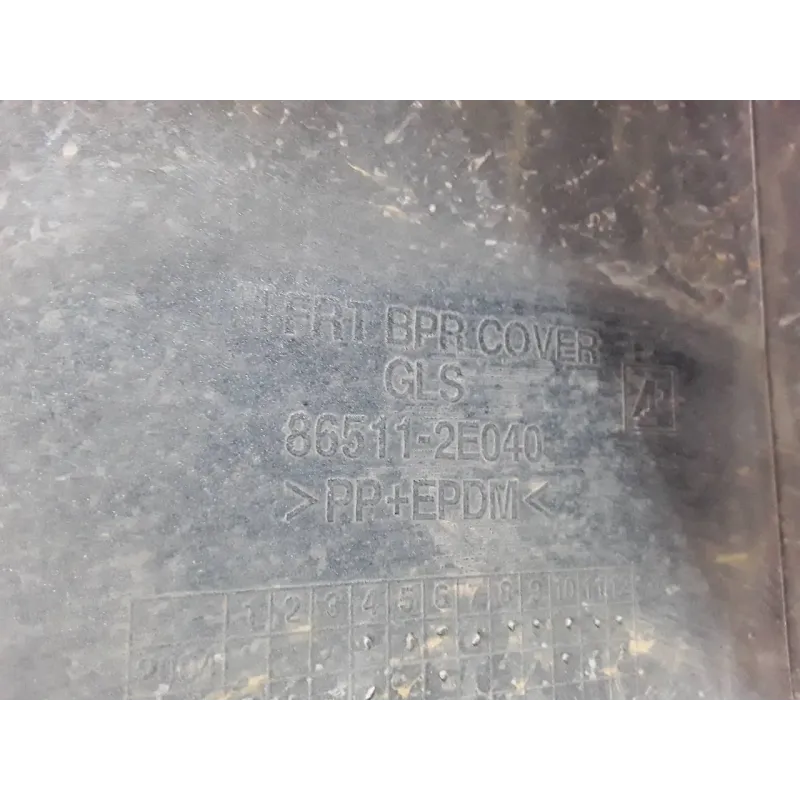 FRT BPR COVER
GLS
86511-2E040
>PP+EPDM<
1 2 3 4 5 6 7 8 9 10 11 12
2004